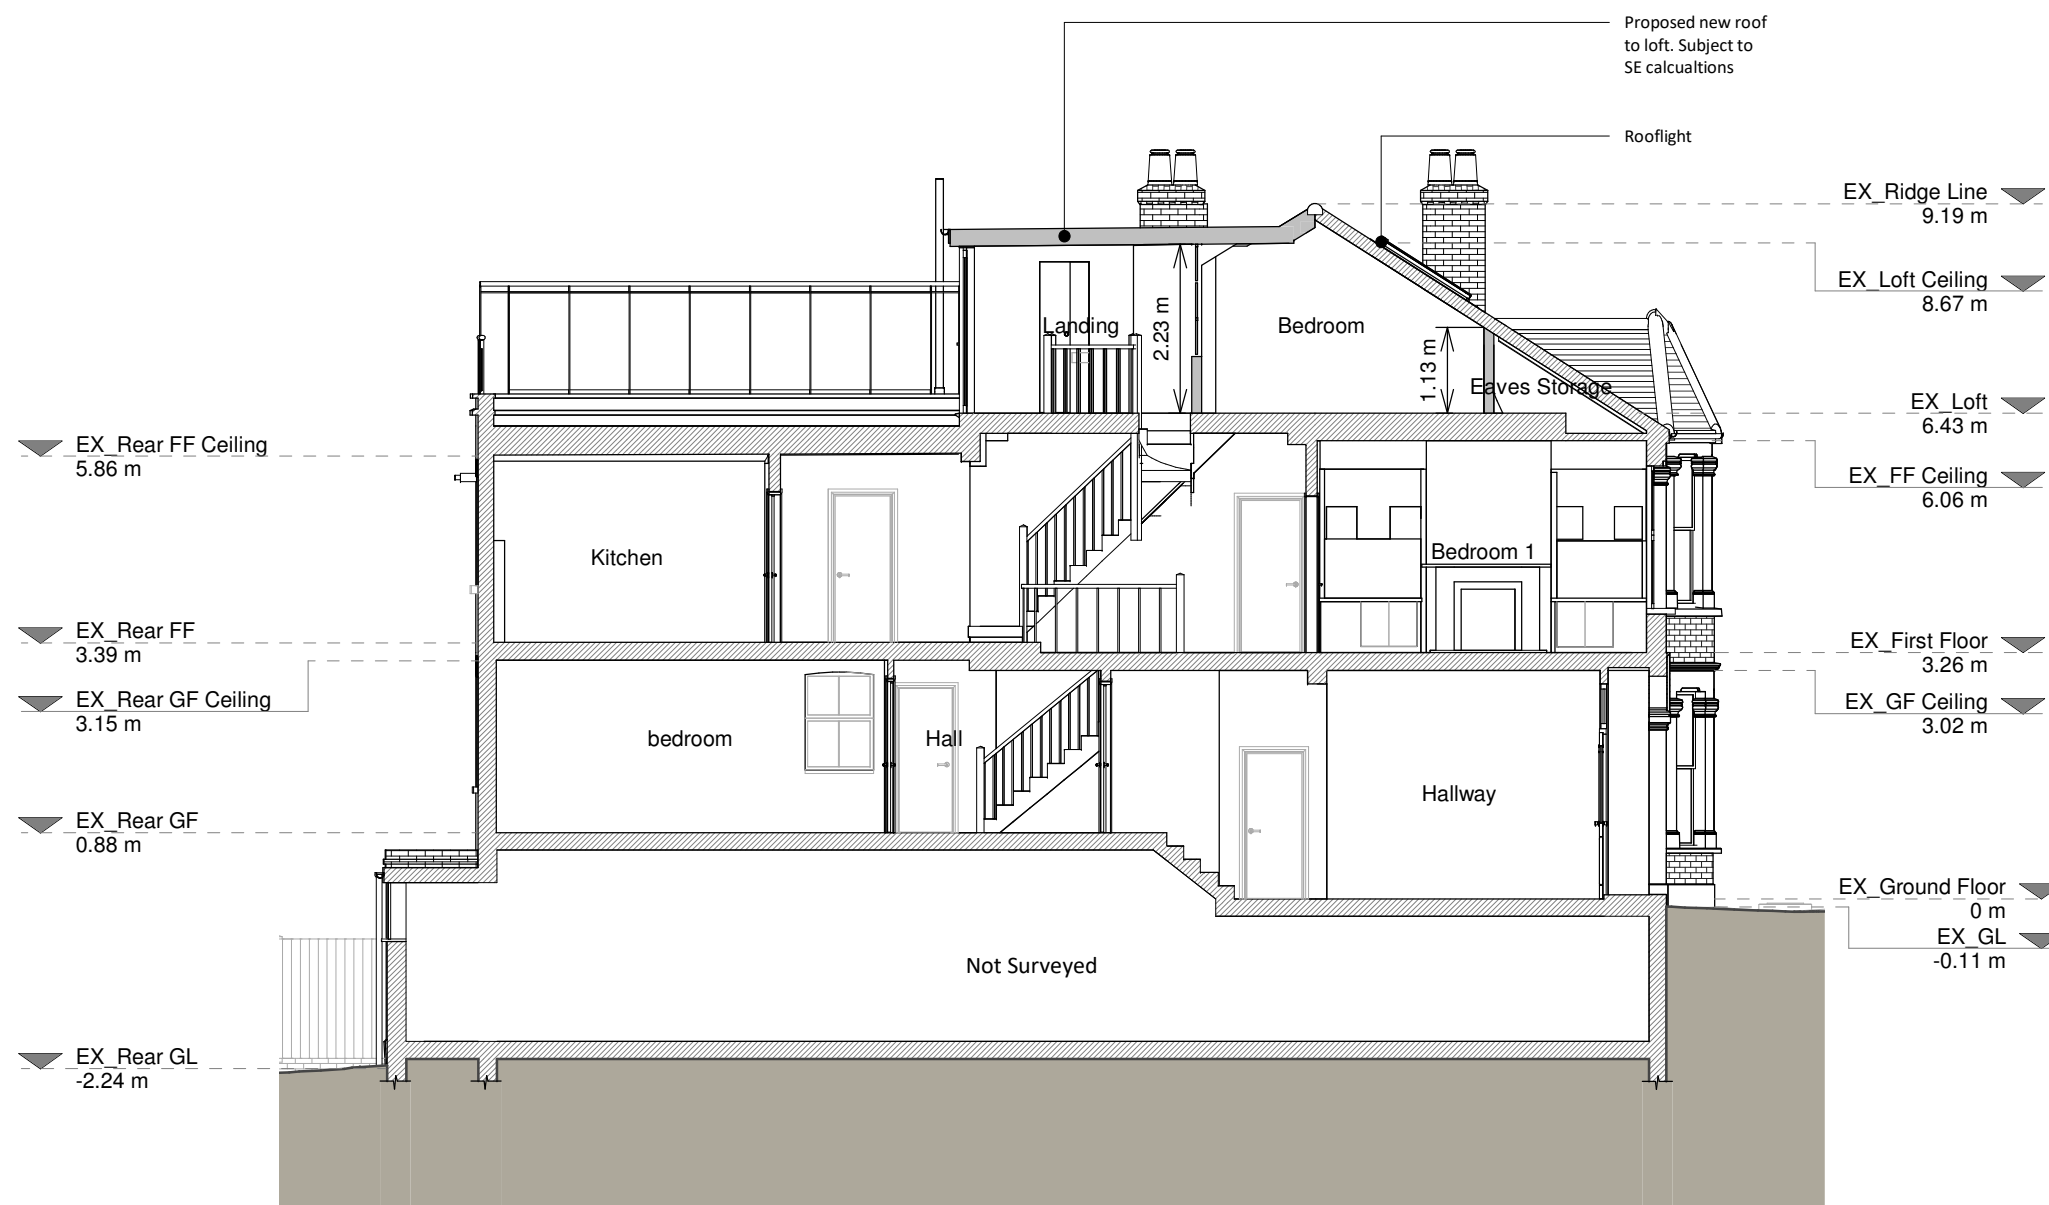 Proposed new roof
to loft. Subject to
SE calcualtions
Rooflight
EX_Ridge Line
9.19 m
EX_Loft Ceiling
8.67 m
Landing
2.23 m
Bedroom
1.13 m
Eaves Storage
EX_Loft
6.43 m
EX_Rear FF Ceiling
5.86 m
EX_FF Ceiling
6.06 m
Kitchen
Bedroom 1
EX_Rear FF
3.39 m
EX_First Floor
3.26 m
EX_Rear GF Ceiling
3.15 m
EX_GF Ceiling
3.02 m
bedroom
Hall
Hallway
EX_Rear GF
0.88 m
EX_Ground Floor
0 m
EX_GL
-0.11 m
Not Surveyed
EX_Rear GL
-2.24 m